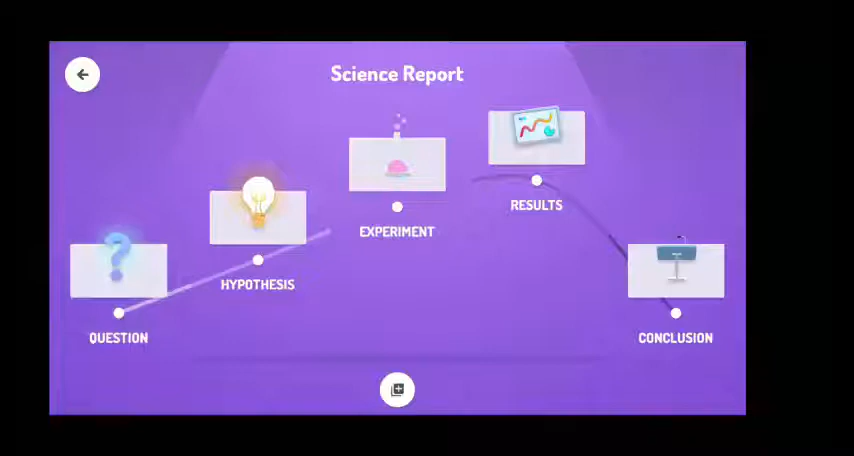 Science Report
QUESTION
HYPOTHESIS
EXPERIMENT
RESULTS
CONCLUSION